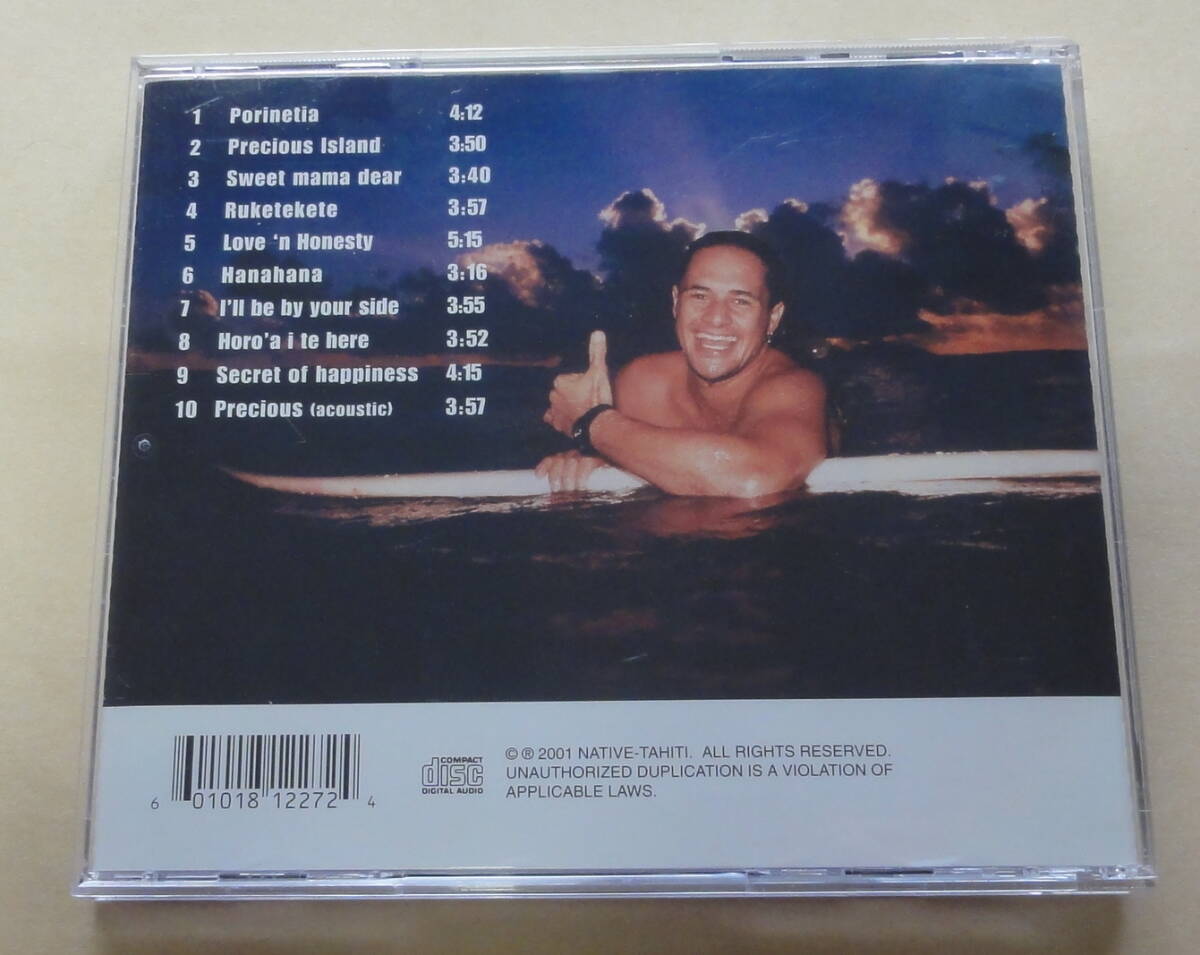 1 Porinetia 4:12
2 Precious Island 3:50
3 Sweet mama dear 3:40
4 Ruketekete 3:57
5 Love 'n Honesty 5:15
6 Hanahana 3:16
7 I'll be by your side 3:55
8 Horo'a i te here 3:52
9 Secret of happiness 4:15
10 Precious (acoustic) 3:57
6 01018 12272 4
COMPACT
disc
DIGITAL AUDIO
© ® 2001 NATIVE-TAHITI. ALL RIGHTS RESERVED.
UNAUTHORIZED DUPLICATION IS A VIOLATION OF
APPLICABLE LAWS.